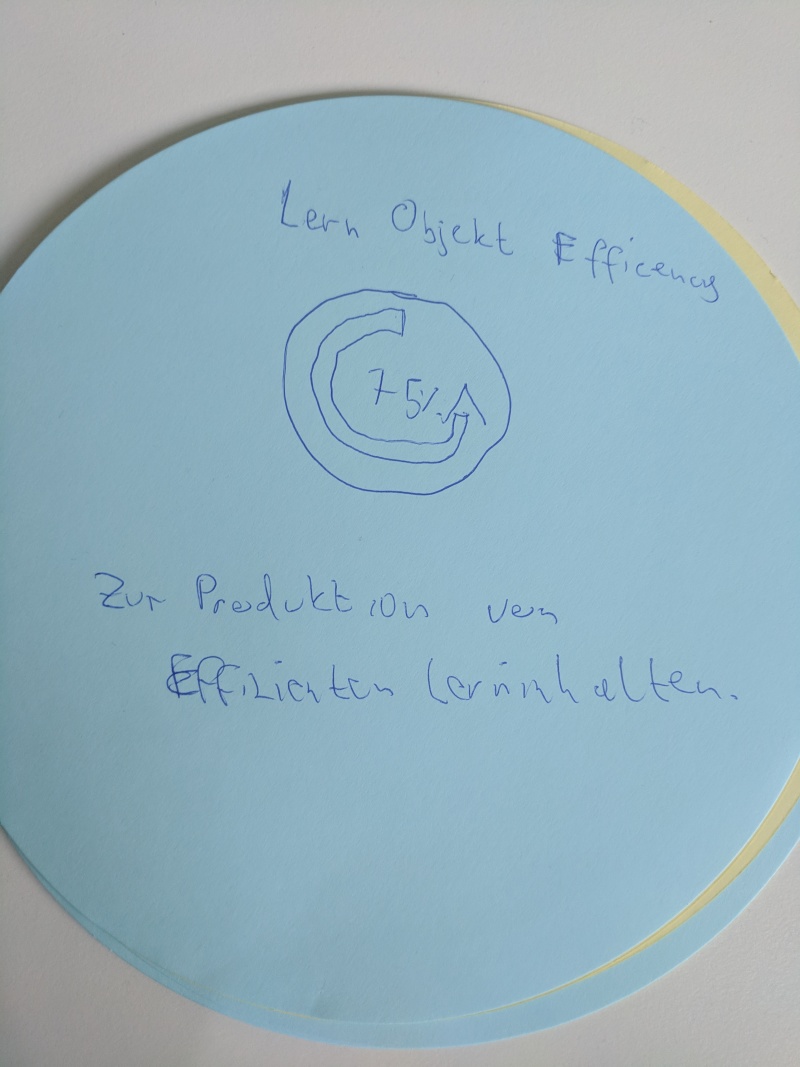 Lern Objekt Efficency
75%
Zur Produktion von
Effizienten lerninhalten.